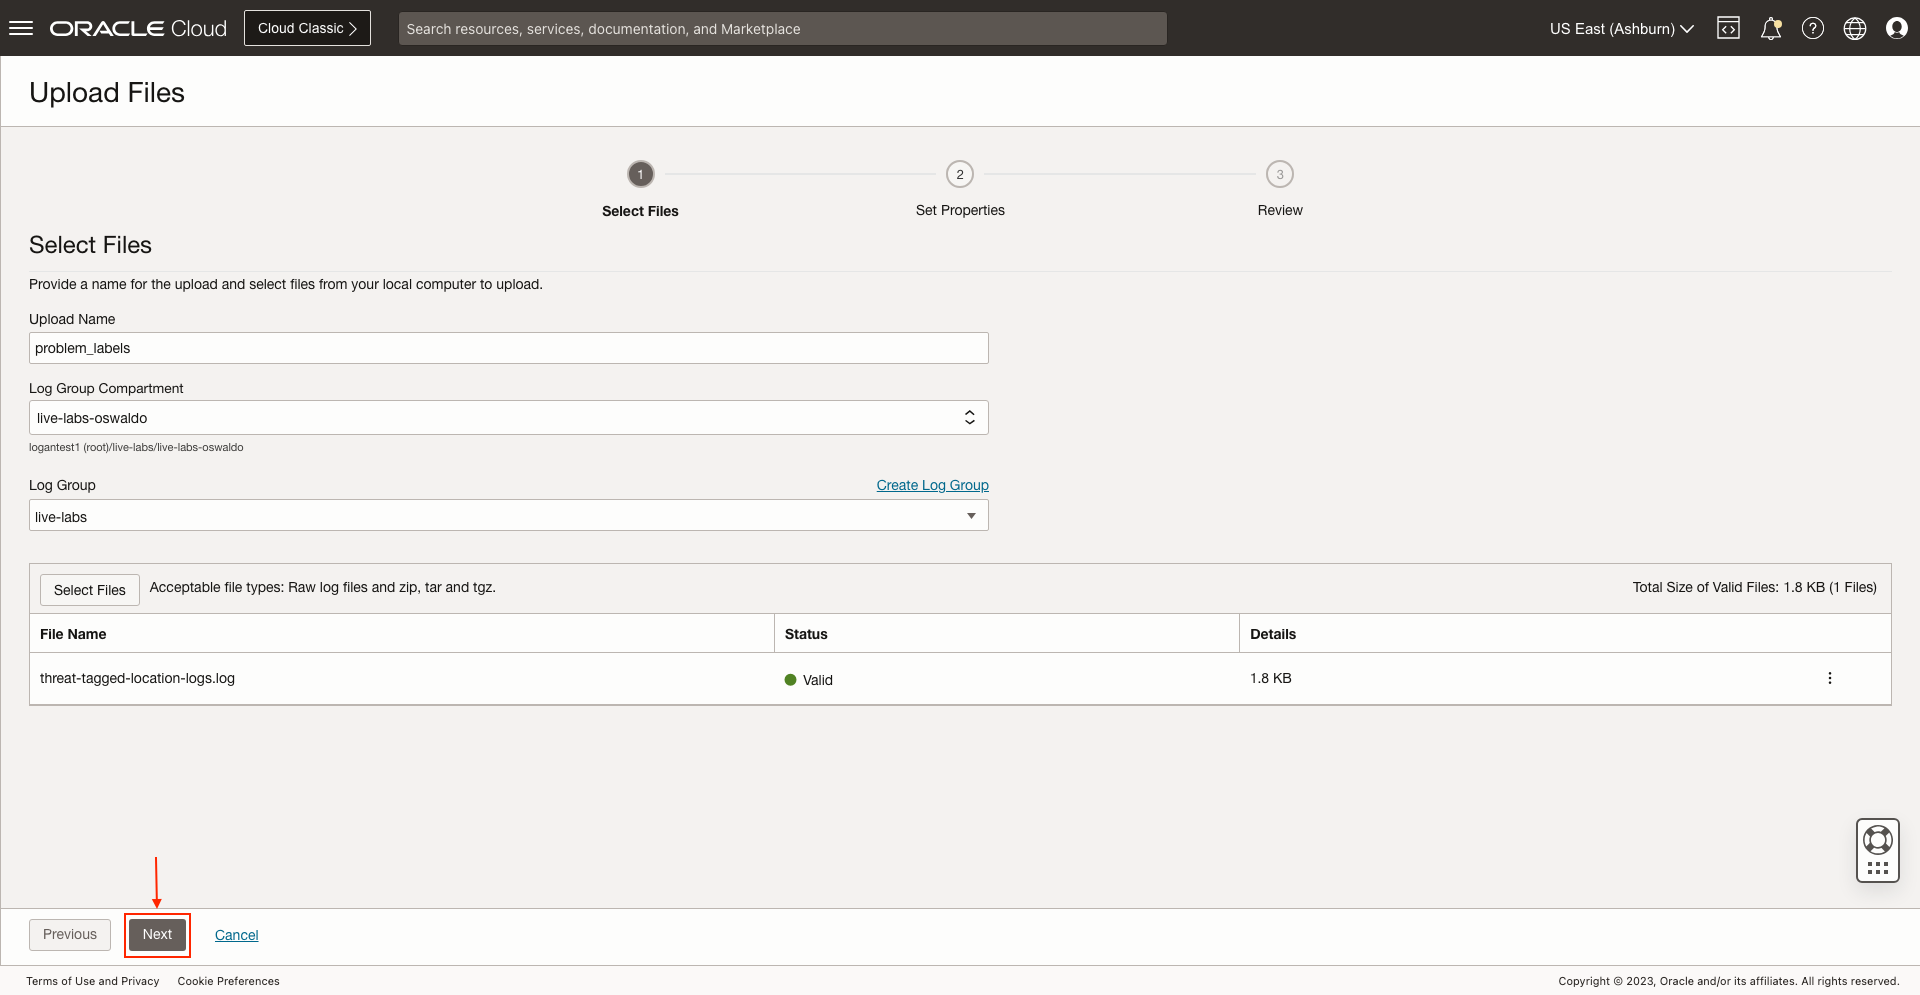 ORACLE Cloud
Cloud Classic
Search resources, services, documentation, and Marketplace
US East (Ashburn)
Upload Files
1
2
3
Select Files
Set Properties
Review
Select Files
Provide a name for the upload and select files from your local computer to upload.
Upload Name
problem_labels
Log Group Compartment
live-labs-oswaldo
logantest1 (root)/live-labs/live-labs-oswaldo
Log Group
Create Log Group
live-labs
Select Files
Acceptable file types: Raw log files and zip, tar and tgz.
Total Size of Valid Files: 1.8 KB (1 Files)
File Name
Status
Details
threat-tagged-location-logs.log
Valid
1.8 KB
Previous
Next
Cancel
Terms of Use and Privacy
Cookie Preferences
Copyright © 2023, Oracle and/or its affiliates. All rights reserved.